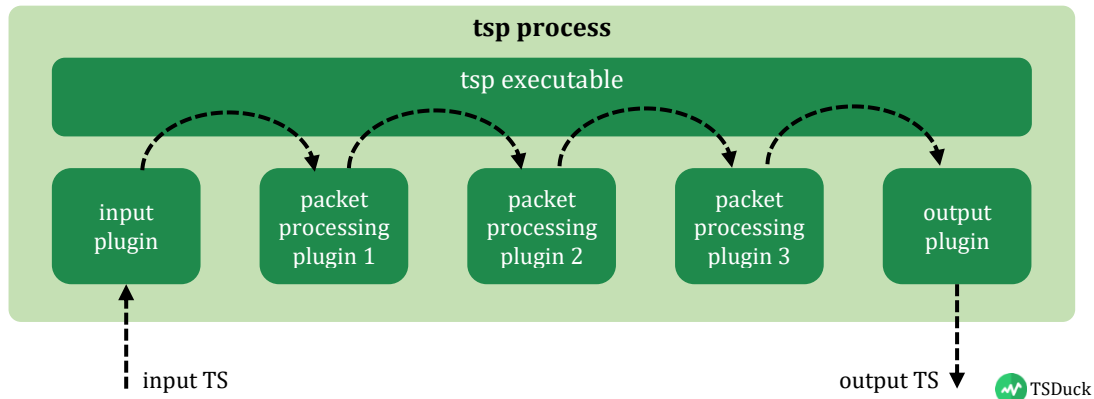 tsp process
tsp executable
input
plugin
packet
processing
plugin 1
packet
processing
plugin 2
packet
processing
plugin 3
output
plugin
input TS
output TS
TSDuck